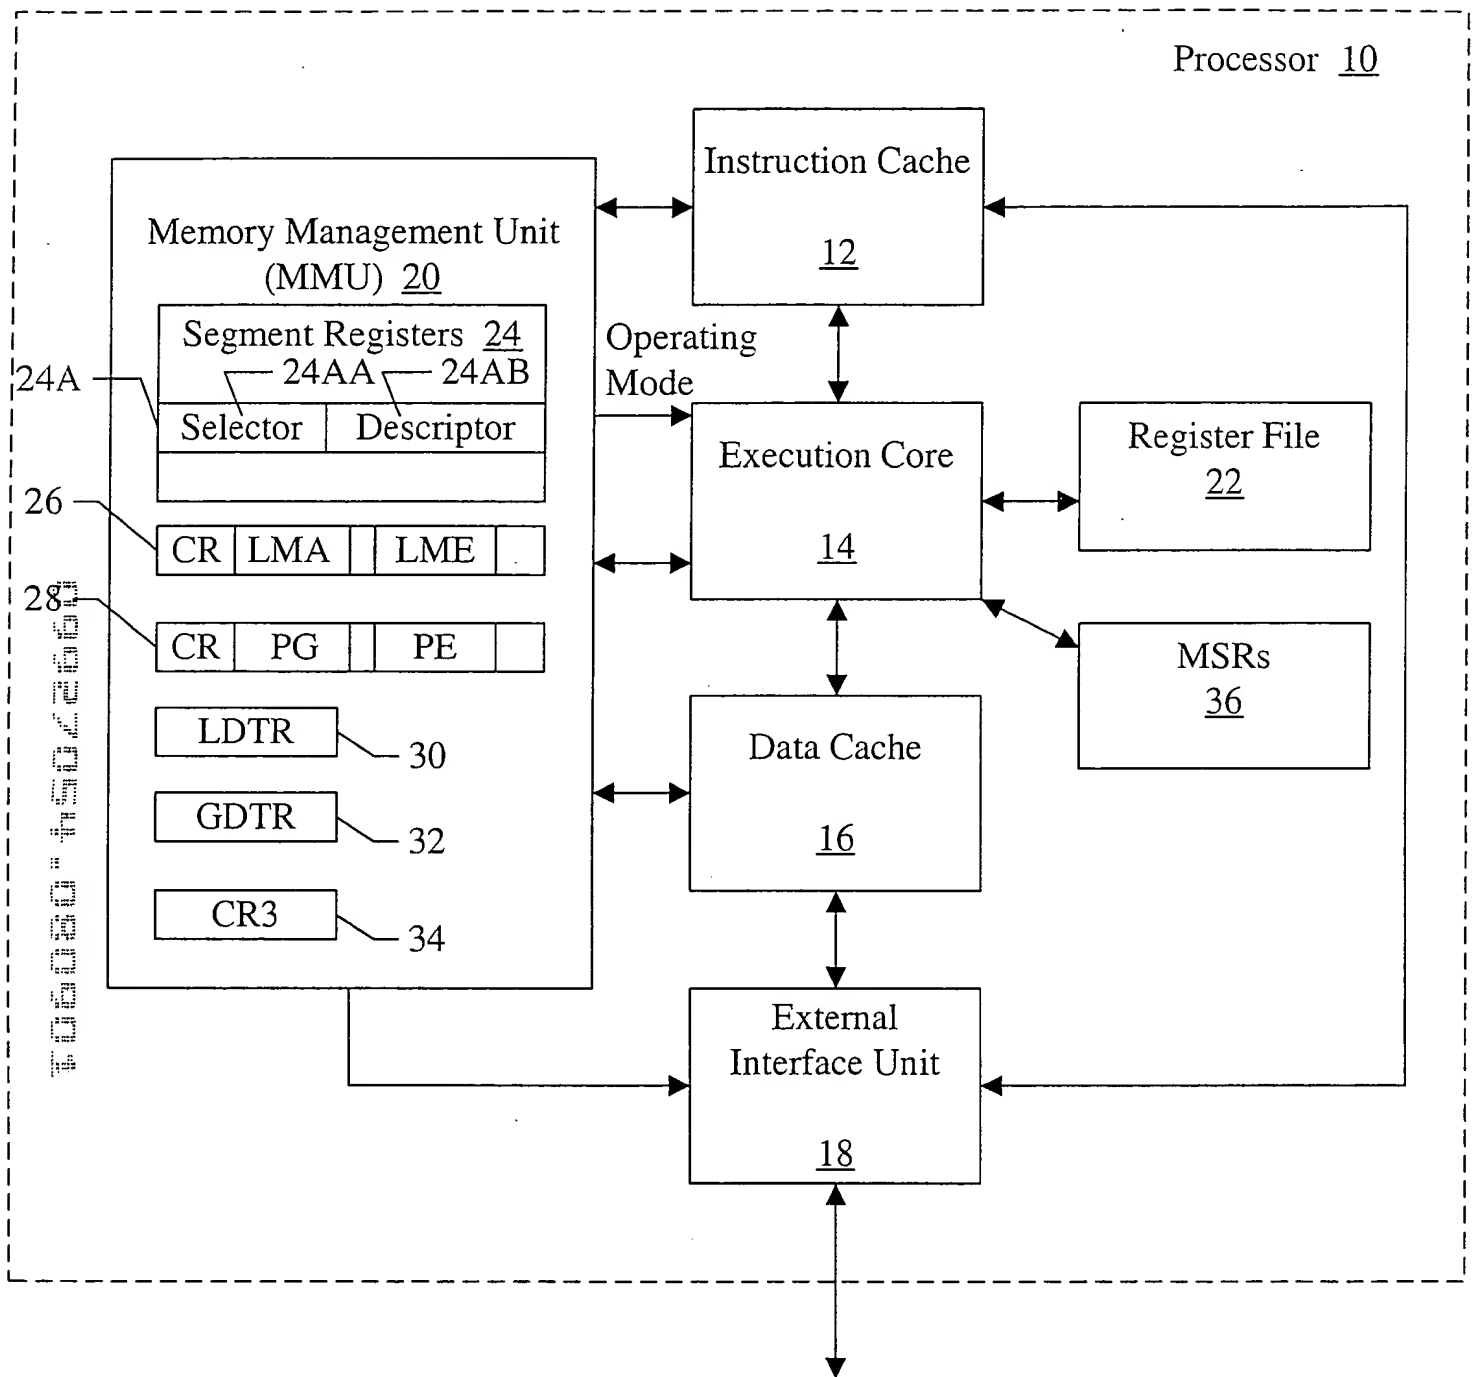 Processor 10
Instruction Cache
12
Memory Management Unit
(MMU) 20
Segment Registers 24
24A
24AA
24AB
Selector
Descriptor
Operating
Mode
Execution Core
14
Register File
22
26
CR
LMA
LME
28
CR
PG
PE
MSRs
36
LDTR
30
GDTR
32
CR3
34
Data Cache
16
External
Interface Unit
18
09927054.080901